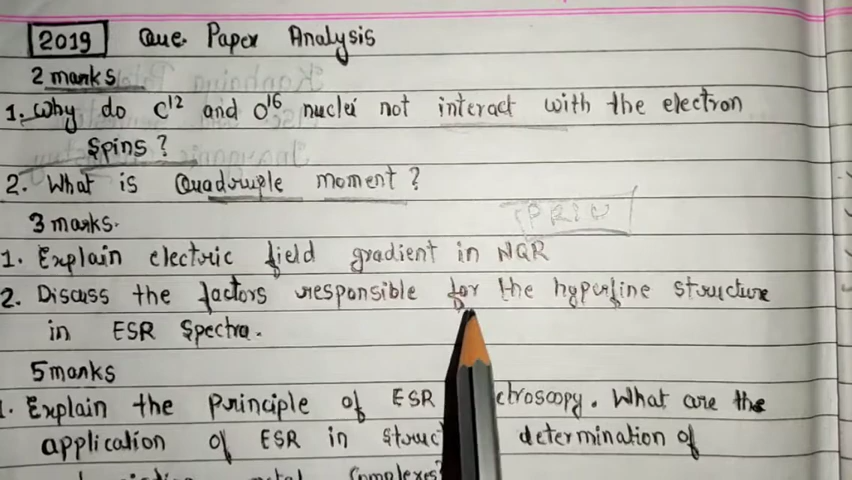 2019 Que. Paper Analysis
2 marks
1. Why do C12 and O16 nuclei not interact with the electron
spins?
2. What is Quadruple moment?
3 marks.
1. Explain electric field gradient in NQR
2. Discuss the factors responsible for the hyperfine structure
in ESR Spectra.
5 marks
1. Explain the principle of ESR ctroscopy. What are the
application of ESR in struct determination of
metal Complexes?